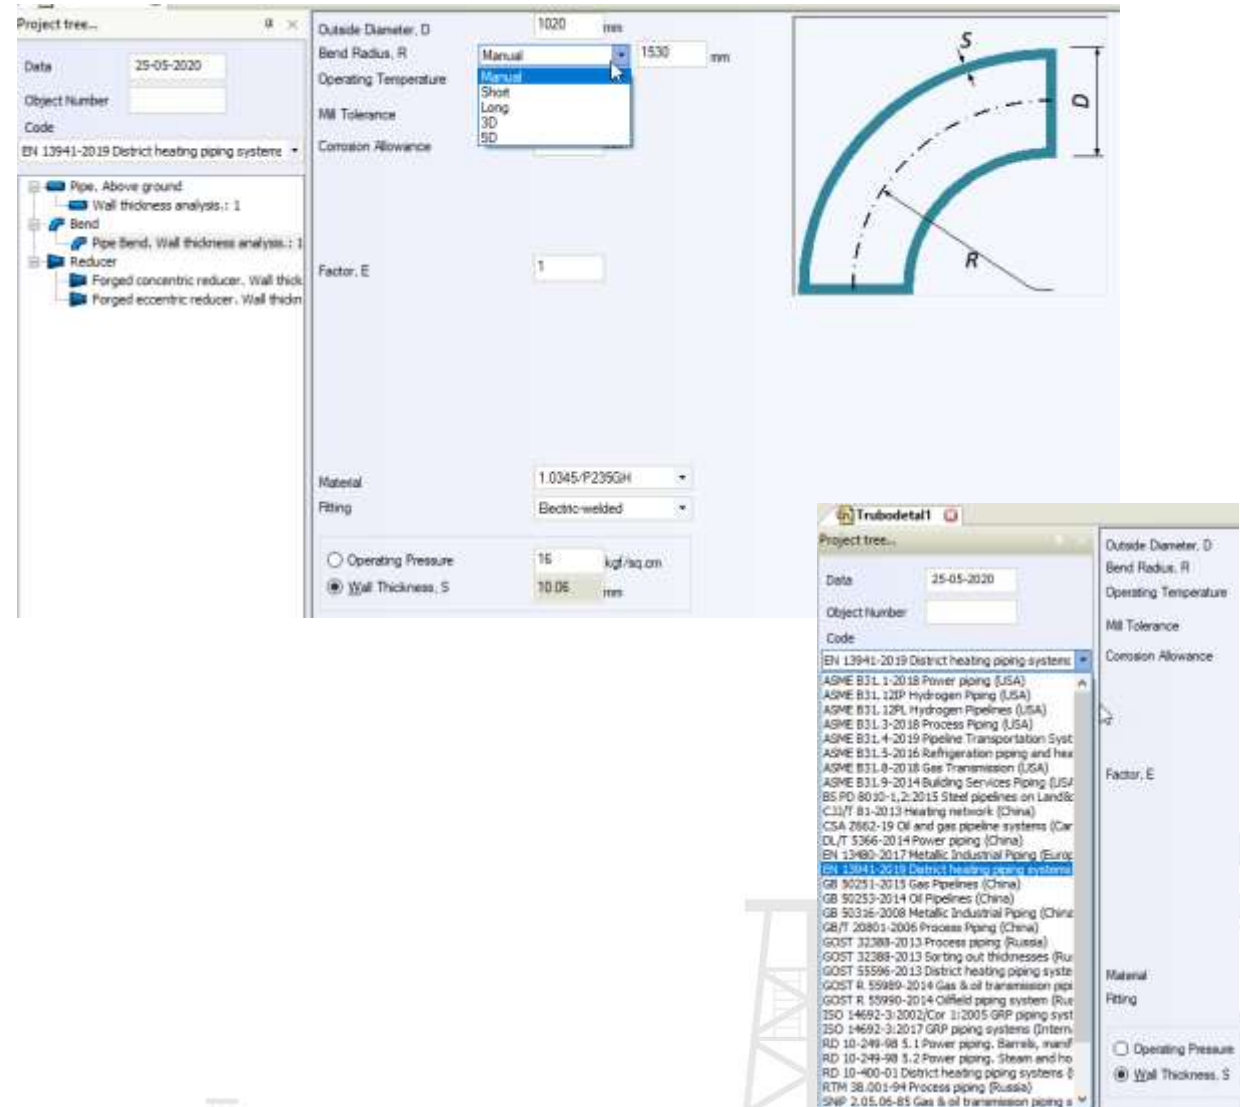 Project tree...
Data 25-05-2020
Object Number
Code
EN 13941-2019 District heating piping systems
Pipe, Above ground
Wall thickness analysis.: 1
Bend
Pipe Bend. Wall thickness analysis.: 1
Reducer
Forged concentric reducer. Wall thick
Forged eccentric reducer. Wall thickn
Outside Diameter, D 1020 mm
Bend Radius, R Manual 1530 mm
Manual
Short
Long
3D
5D
Operating Temperature
Mill Tolerance
Corrosion Allowance
Factor, E 1
Material 1.0345/P235GH
Fitting Electric-welded
Operating Pressure 16 kgf/sq.cm
Wall Thickness, S 10.06 mm
S
D
R
Trubodetal1
Project tree...
Data 25-05-2020
Object Number
Code
EN 13941-2019 District heating piping systems
ASME B31.1-2018 Power piping (USA)
ASME B31.12IP Hydrogen Piping (USA)
ASME B31.12PL Hydrogen Pipelines (USA)
ASME B31.3-2018 Process Piping (USA)
ASME B31.4-2019 Pipeline Transportation Syst
ASME B31.5-2016 Refrigeration piping and hea
ASME B31.8-2018 Gas Transmission (USA)
ASME B31.9-2014 Building Services Piping (USA
BS PD 8010-1,2:2015 Steel pipelines on Land&
CJJ/T 81-2013 Heating network (China)
CSA Z662-19 Oil and gas pipeline systems (Car
DL/T 5366-2014 Power piping (China)
EN 13480-2017 Metallic Industrial Piping (Europ
EN 13941-2019 District heating piping systems
GB 50251-2015 Gas Pipelines (China)
GB 50253-2014 Oil Pipelines (China)
GB 50316-2008 Metallic Industrial Piping (China
GB/T 20801-2006 Process Piping (China)
GOST 32388-2013 Process piping (Russia)
GOST 32388-2013 Sorting out thicknesses (Ru
GOST 55596-2013 District heating piping syste
GOST R 55989-2014 Gas & oil transmission pipi
GOST R 55990-2014 Oilfield piping system (Rus
ISO 14692-3:2002/Cor 1:2005 GRP piping syst
ISO 14692-3:2017 GRP piping systems (Intern
RD 10-249-98 5.1 Power piping. Barrels, manif
RD 10-249-98 5.2 Power piping. Steam and ho
RD 10-400-01 District heating piping systems (
RTM 38.001-94 Process piping (Russia)
SNiP 2.05.06-85 Gas & oil transmission piping s
Outside Diameter, D
Bend Radius, R
Operating Temperature
Mill Tolerance
Corrosion Allowance
Factor, E
Material
Fitting
Operating Pressure
Wall Thickness, S